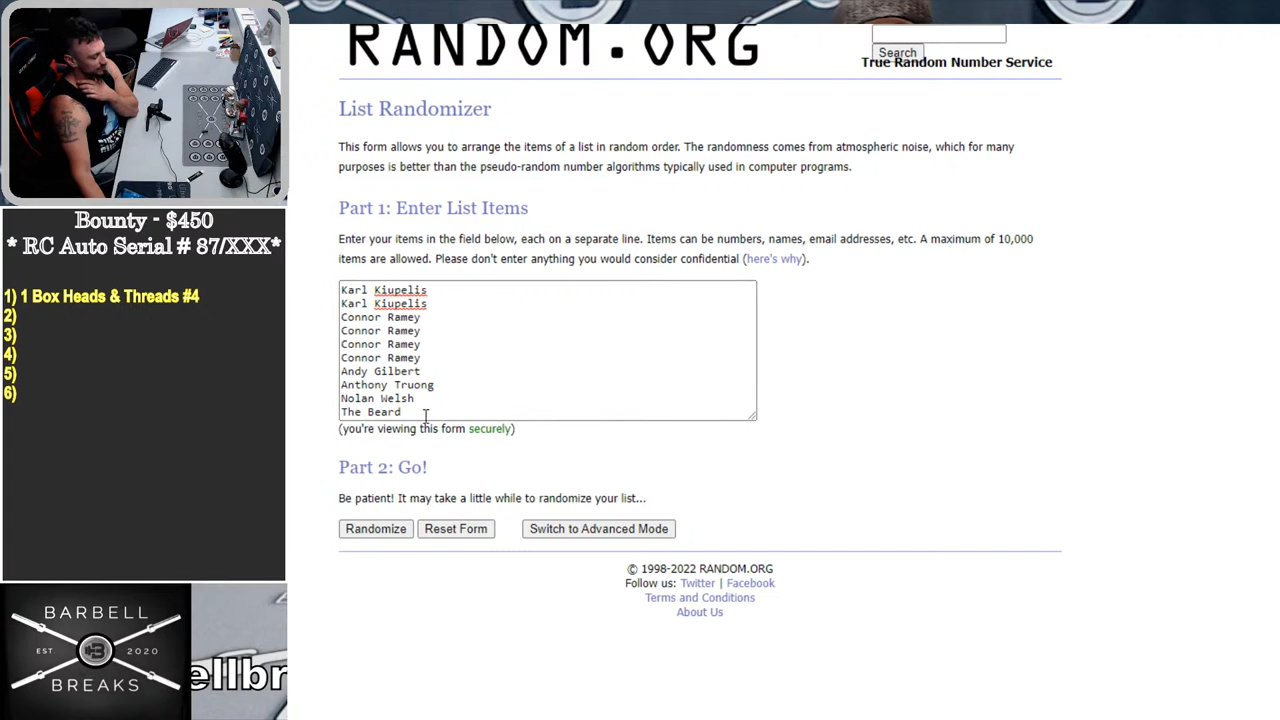 RANDOM.ORG
Search
True Random Number Service
List Randomizer
This form allows you to arrange the items of a list in random order. The randomness comes from atmospheric noise, which for many
purposes is better than the pseudo-random number algorithms typically used in computer programs.
Part 1: Enter List Items
Enter your items in the field below, each on a separate line. Items can be numbers, names, email addresses, etc. A maximum of 10,000
items are allowed. Please don't enter anything you would consider confidential (here's why).
Karl Kiupelis
Karl Kiupelis
Connor Ramey
Connor Ramey
Connor Ramey
Connor Ramey
Andy Gilbert
Anthony Truong
Nolan Welsh
The Beard
(you're viewing this form securely)
Part 2: Go!
Be patient! It may take a little while to randomize your list...
Randomize Reset Form Switch to Advanced Mode
© 1998-2022 RANDOM.ORG
Follow us: Twitter | Facebook
Terms and Conditions
About Us
Bounty - $450
* RC Auto Serial # 87/XXX*
1) 1 Box Heads & Threads #4
2)
3)
4)
5)
6)
BARBELL
EST. 2020
BREAKS
ellbr